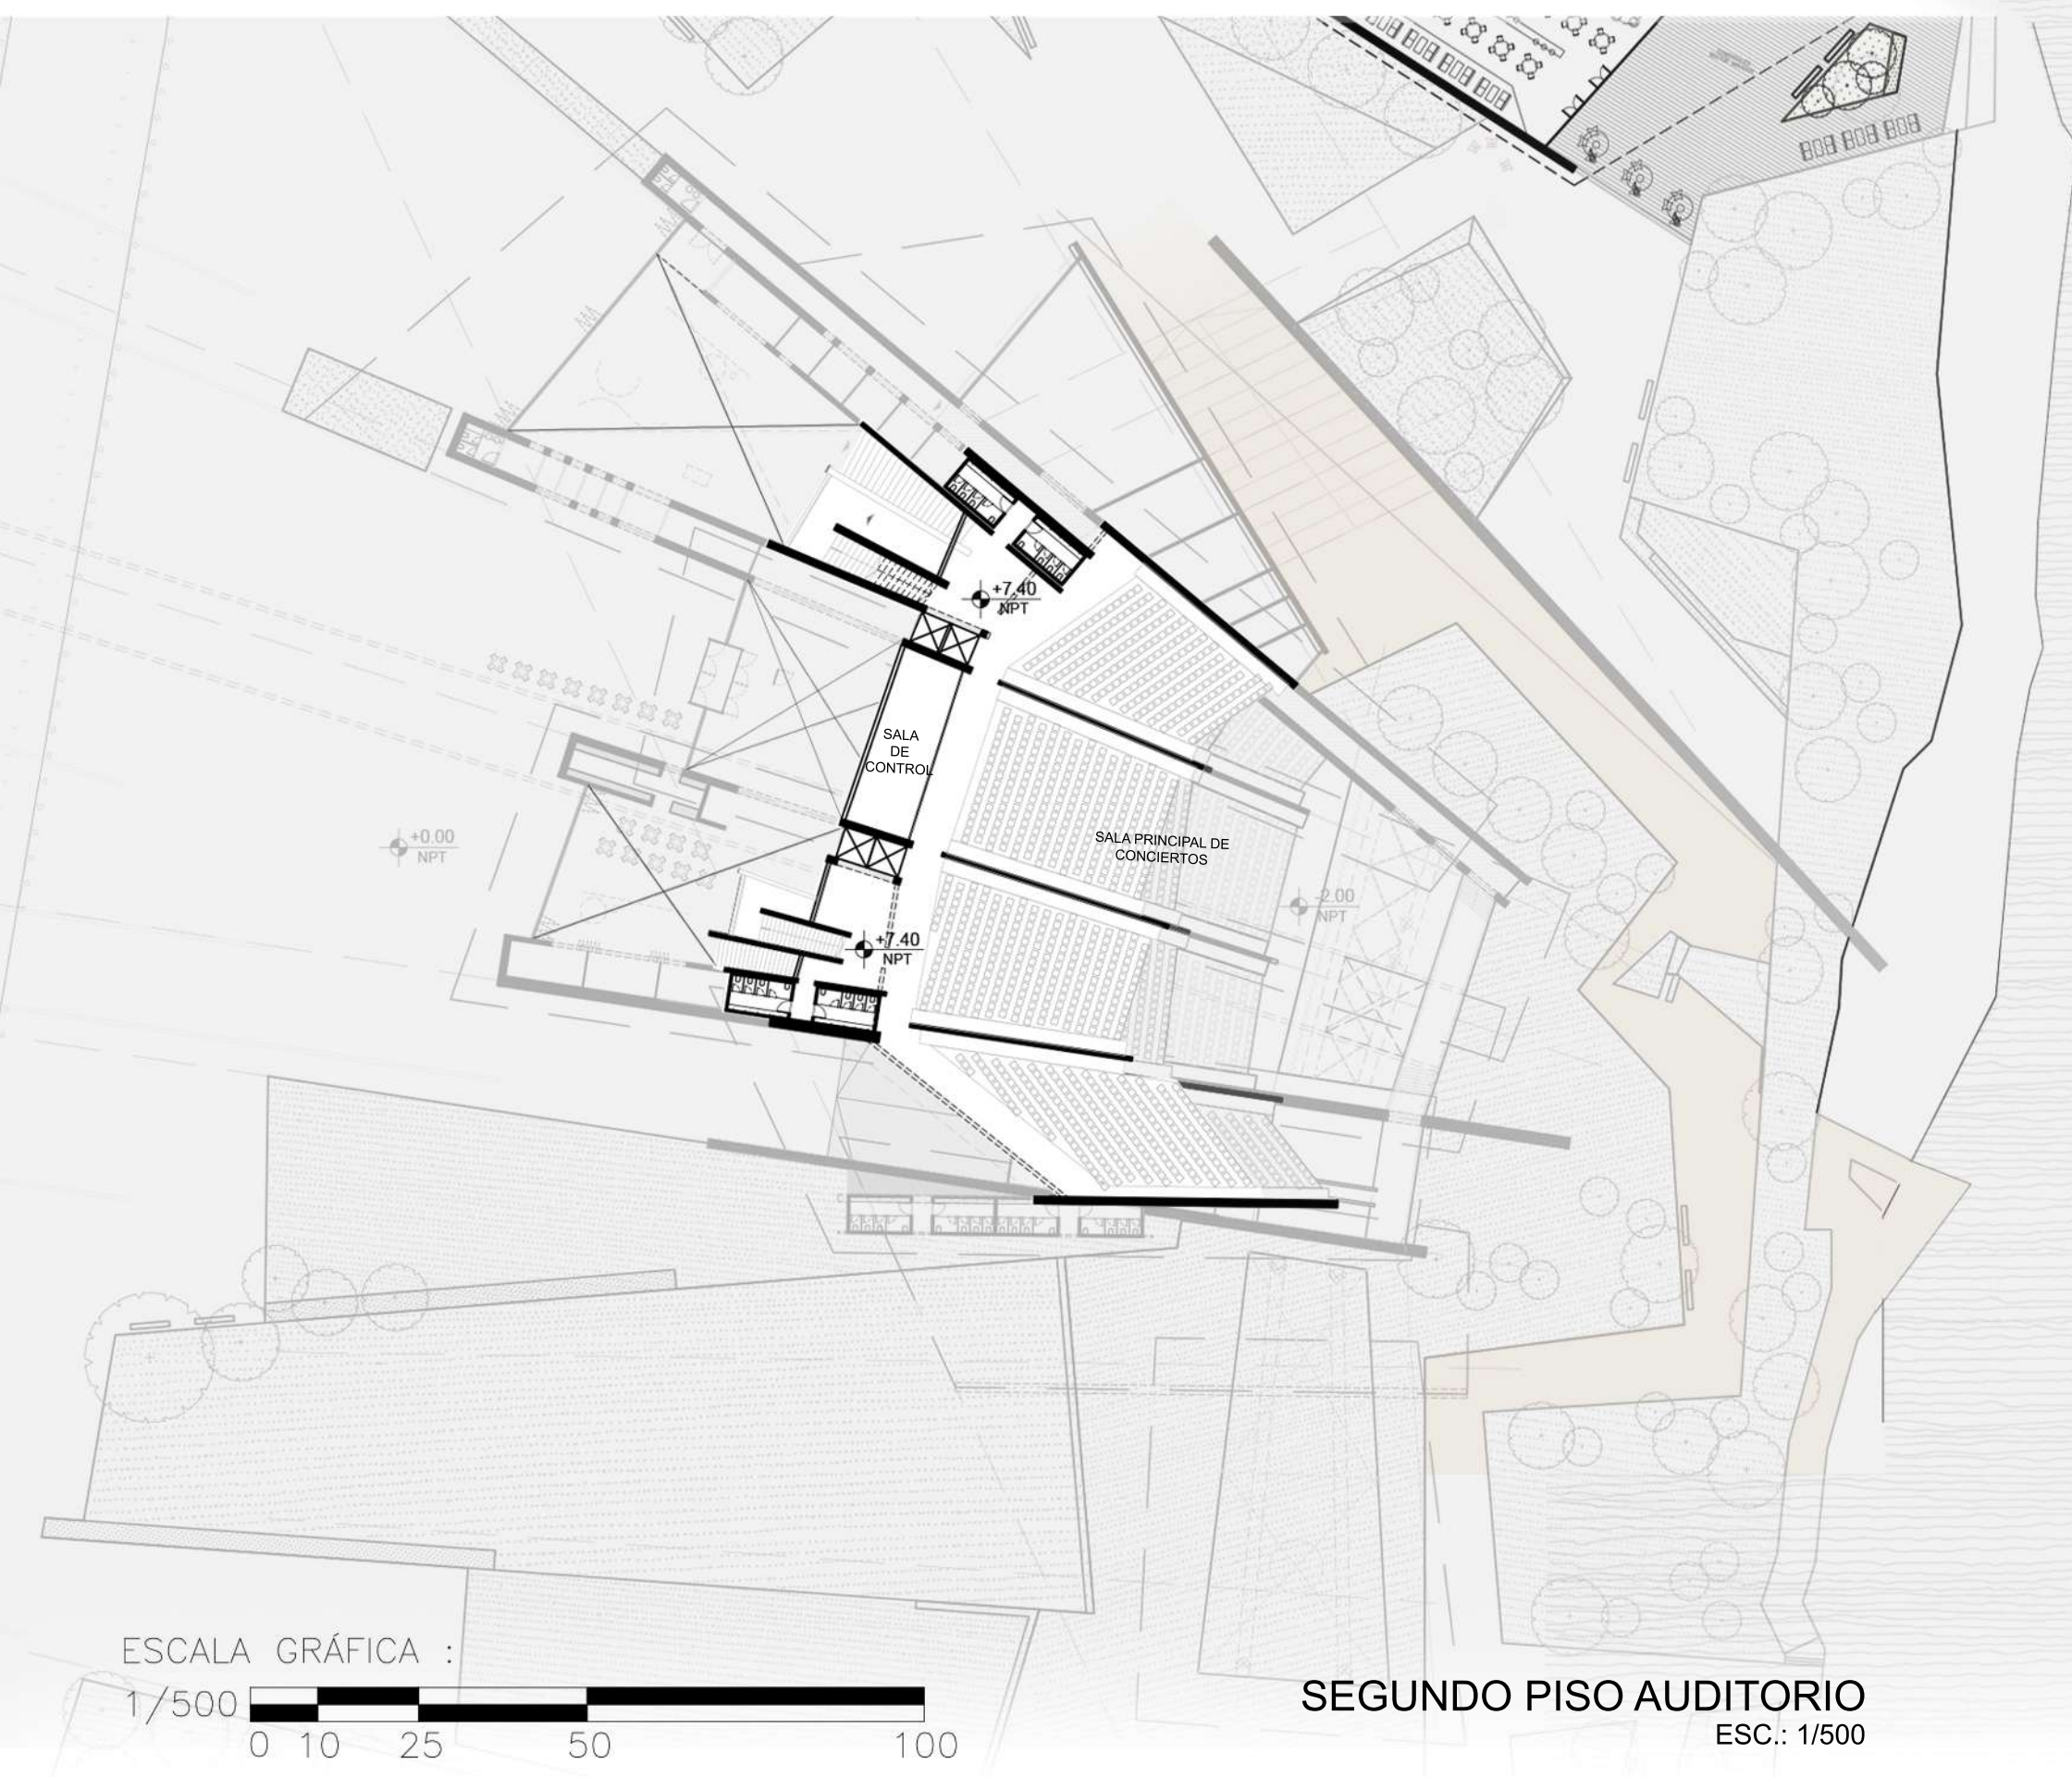 +7.40
NPT
SALA
DE
CONTROL
SALA PRINCIPAL DE
CONCIERTOS
+0.00
NPT
-2.00
NPT
+7.40
NPT
ESCALA GRÁFICA :
1/500
0 10 25 50 100
SEGUNDO PISO AUDITORIO
ESC.: 1/500